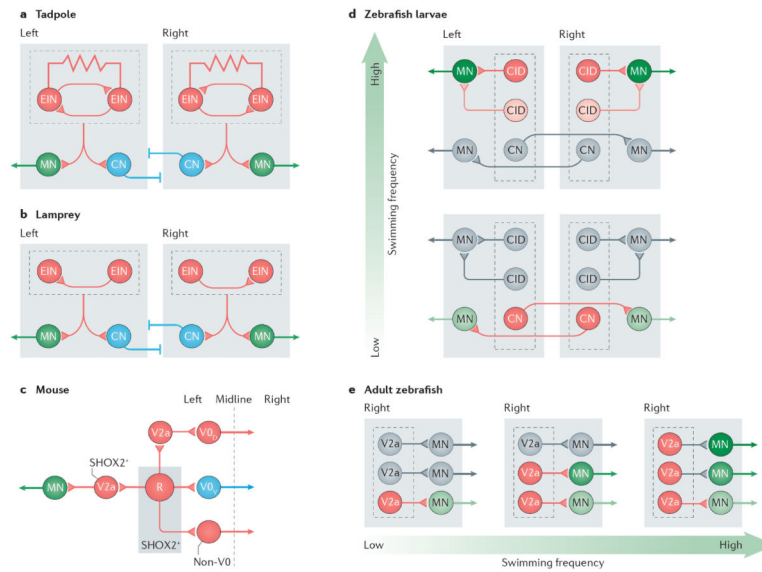 a Tadpole
Left Right
EIN EIN EIN EIN
MN CN CN MN
b Lamprey
Left Right
EIN EIN EIN EIN
MN CN CN MN
c Mouse
Left Midline Right
V2a V0D
SHOX2+
MN V2a R V0V
SHOX2+
Non-V0
d Zebrafish larvae
Left Right
High
Swimming frequency
Low
MN CID CID MN
CID CID
MN CN CN MN
MN CID CID MN
CID CID
MN CN CN MN
e Adult zebrafish
Right Right Right
V2a MN V2a MN V2a MN
V2a MN V2a MN V2a MN
V2a MN V2a MN V2a MN
Low High
Swimming frequency